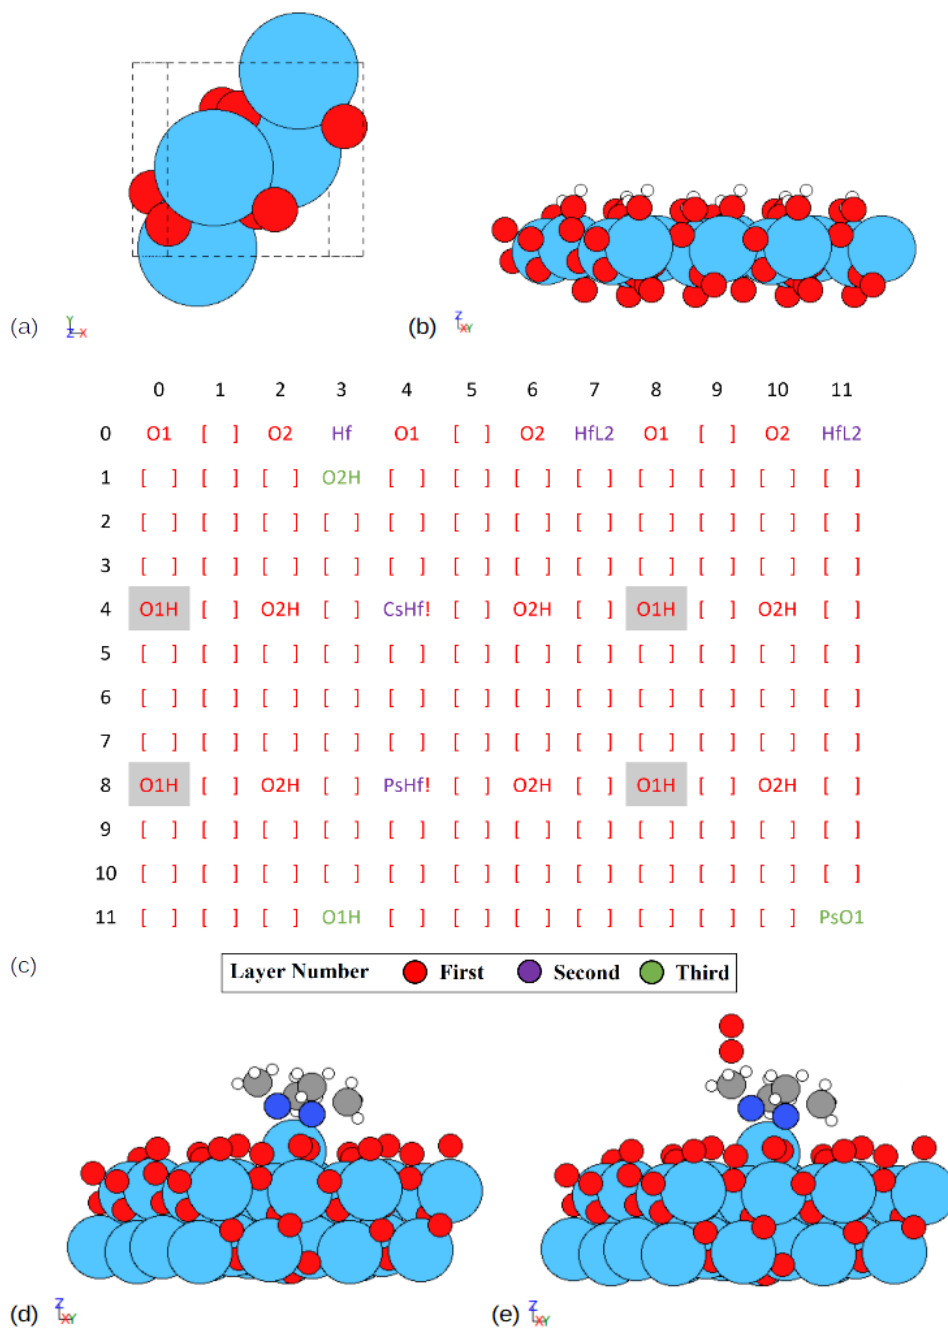 (a) Y Z X
(b) Z X Y
0 1 2 3 4 5 6 7 8 9 10 11
0 O1 [ ] O2 Hf O1 [ ] O2 HfL2 O1 [ ] O2 HfL2
1 [ ] [ ] [ ] O2H [ ] [ ] [ ] [ ] [ ] [ ] [ ] [ ]
2 [ ] [ ] [ ] [ ] [ ] [ ] [ ] [ ] [ ] [ ] [ ] [ ]
3 [ ] [ ] [ ] [ ] [ ] [ ] [ ] [ ] [ ] [ ] [ ] [ ]
4 O1H [ ] O2H [ ] CsHf! [ ] O2H [ ] O1H [ ] O2H [ ]
5 [ ] [ ] [ ] [ ] [ ] [ ] [ ] [ ] [ ] [ ] [ ] [ ]
6 [ ] [ ] [ ] [ ] [ ] [ ] [ ] [ ] [ ] [ ] [ ] [ ]
7 [ ] [ ] [ ] [ ] [ ] [ ] [ ] [ ] [ ] [ ] [ ] [ ]
8 O1H [ ] O2H [ ] PsHf! [ ] O2H [ ] O1H [ ] O2H [ ]
9 [ ] [ ] [ ] [ ] [ ] [ ] [ ] [ ] [ ] [ ] [ ] [ ]
10 [ ] [ ] [ ] [ ] [ ] [ ] [ ] [ ] [ ] [ ] [ ] [ ]
11 [ ] [ ] [ ] O1H [ ] [ ] [ ] [ ] [ ] [ ] [ ] PsO1
(c)
Layer Number First Second Third
(d) Z X Y
(e) Z X Y